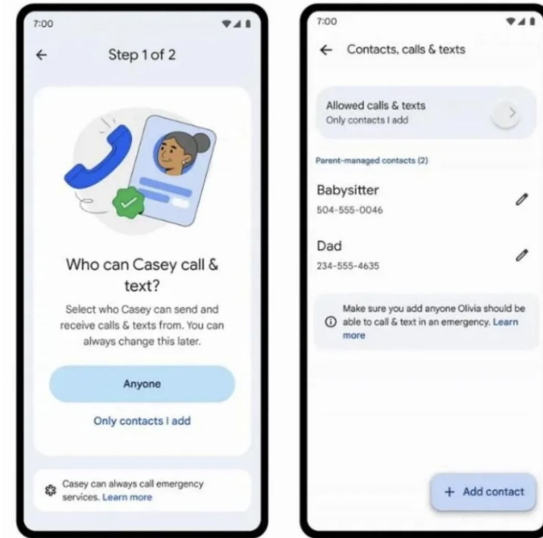 7:00
Step 1 of 2
Who can Casey call &
text?
Select who Casey can send and
receive calls & texts from. You can
always change this later.
Anyone
Only contacts I add
Casey can always call emergency
services. Learn more
7:00
Contacts, calls & texts
Allowed calls & texts
Only contacts I add
Parent-managed contacts (2)
Babysitter
504-555-0046
Dad
234-555-4635
Make sure you add anyone Olivia should be
able to call & text in an emergency. Learn
more
+ Add contact